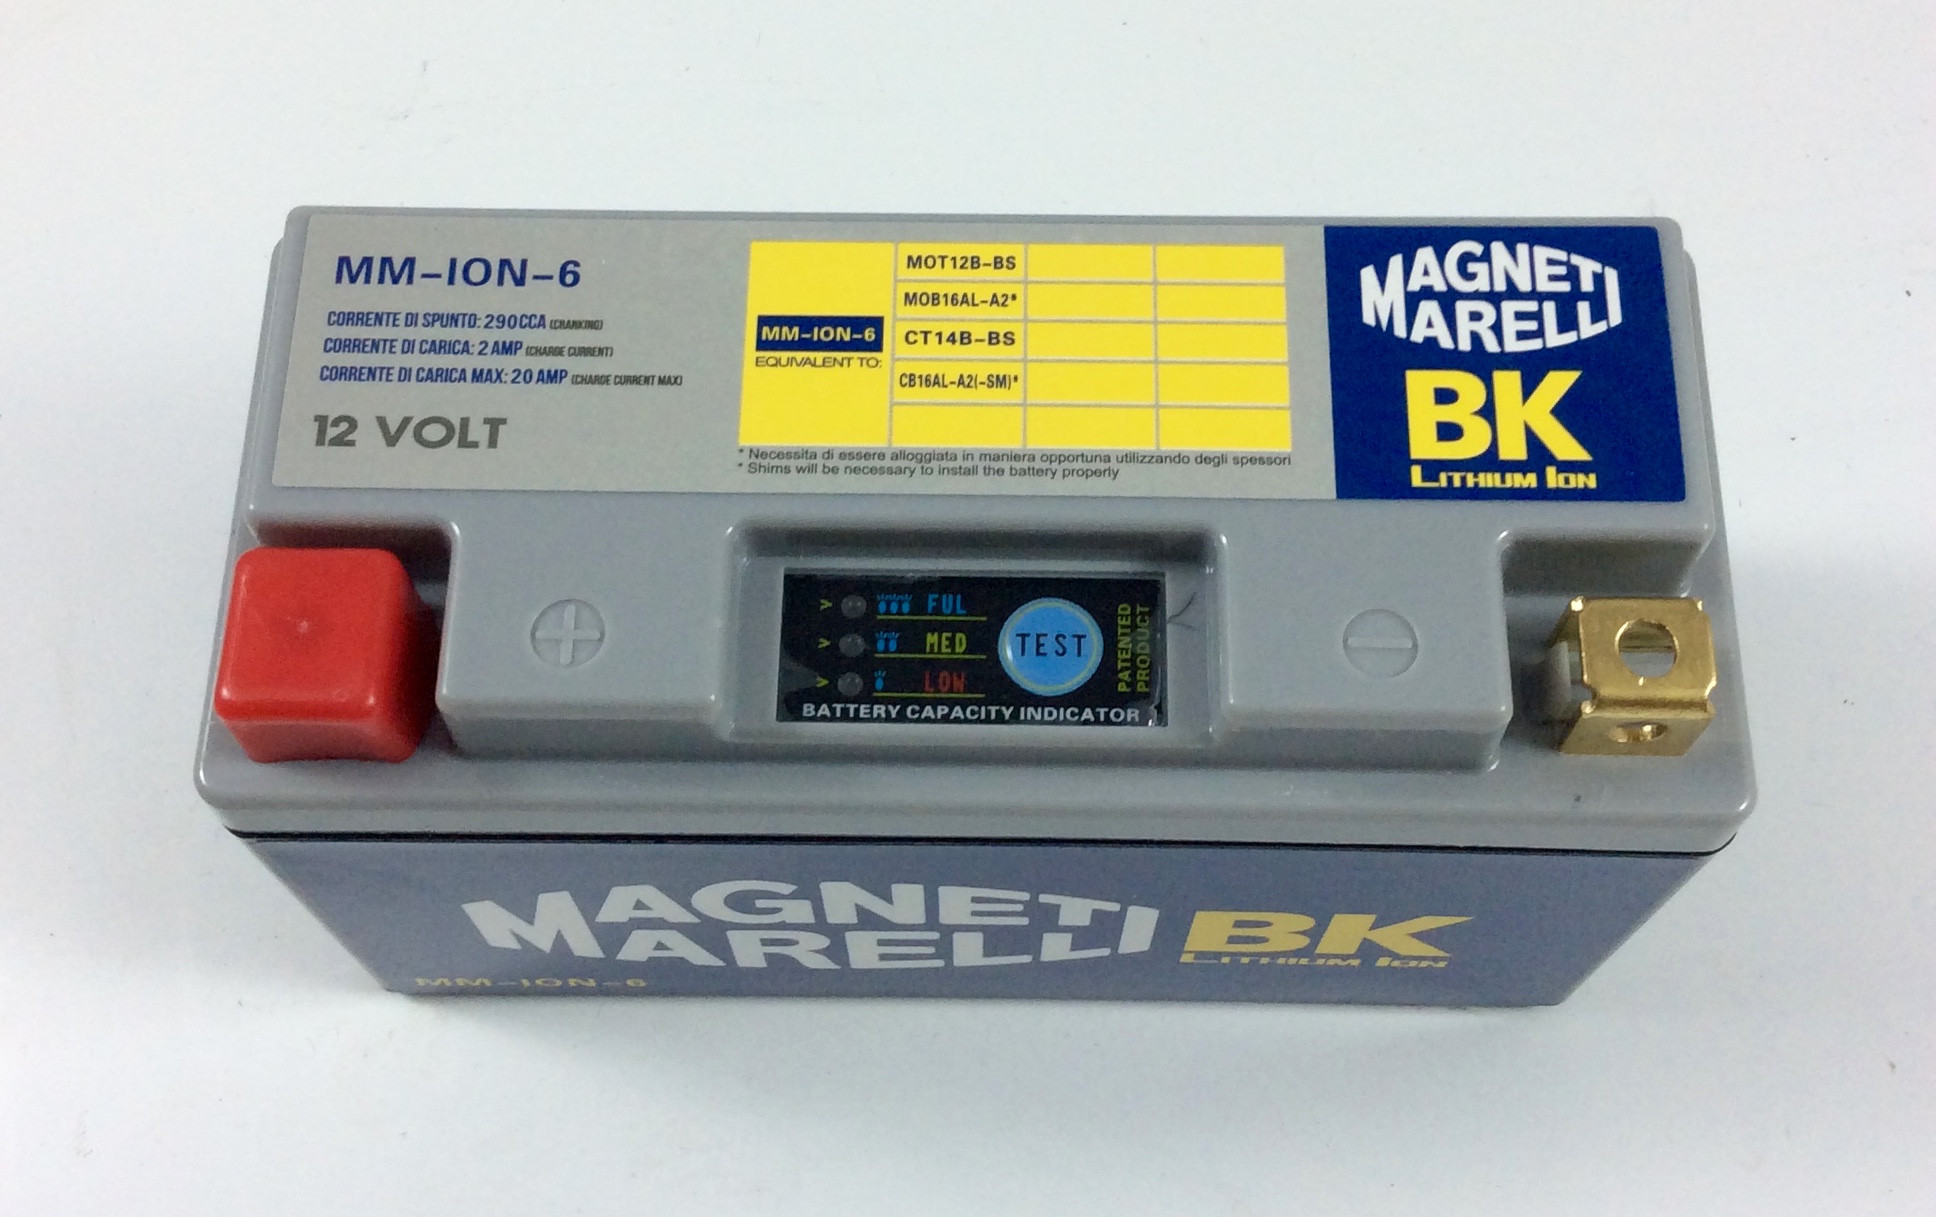 MM-ION-6
CORRENTE DI SPUNTO: 290CCA (CRANKING)
CORRENTE DI CARICA: 2 AMP (CHARGE CURRENT)
CORRENTE DI CARICA MAX: 20 AMP (CHARGE CURRENT MAX)
12 VOLT
MM-ION-6
EQUIVALENT TO:
MOT12B-BS
MOB16AL-A2*
CT14B-BS
CB16AL-A2(-SM)*
* Necessita di essere alloggiata in maniera opportuna utilizzando degli spessori
* Shims will be necessary to install the battery properly
MAGNETI
MARELLI
BK
LITHIUM ION
FUL
MED
LOW
TEST
PATENTED
PRODUCT
BATTERY CAPACITY INDICATOR
MAGNETI
MARELLI
BK
LITHIUM ION
MM-ION-6